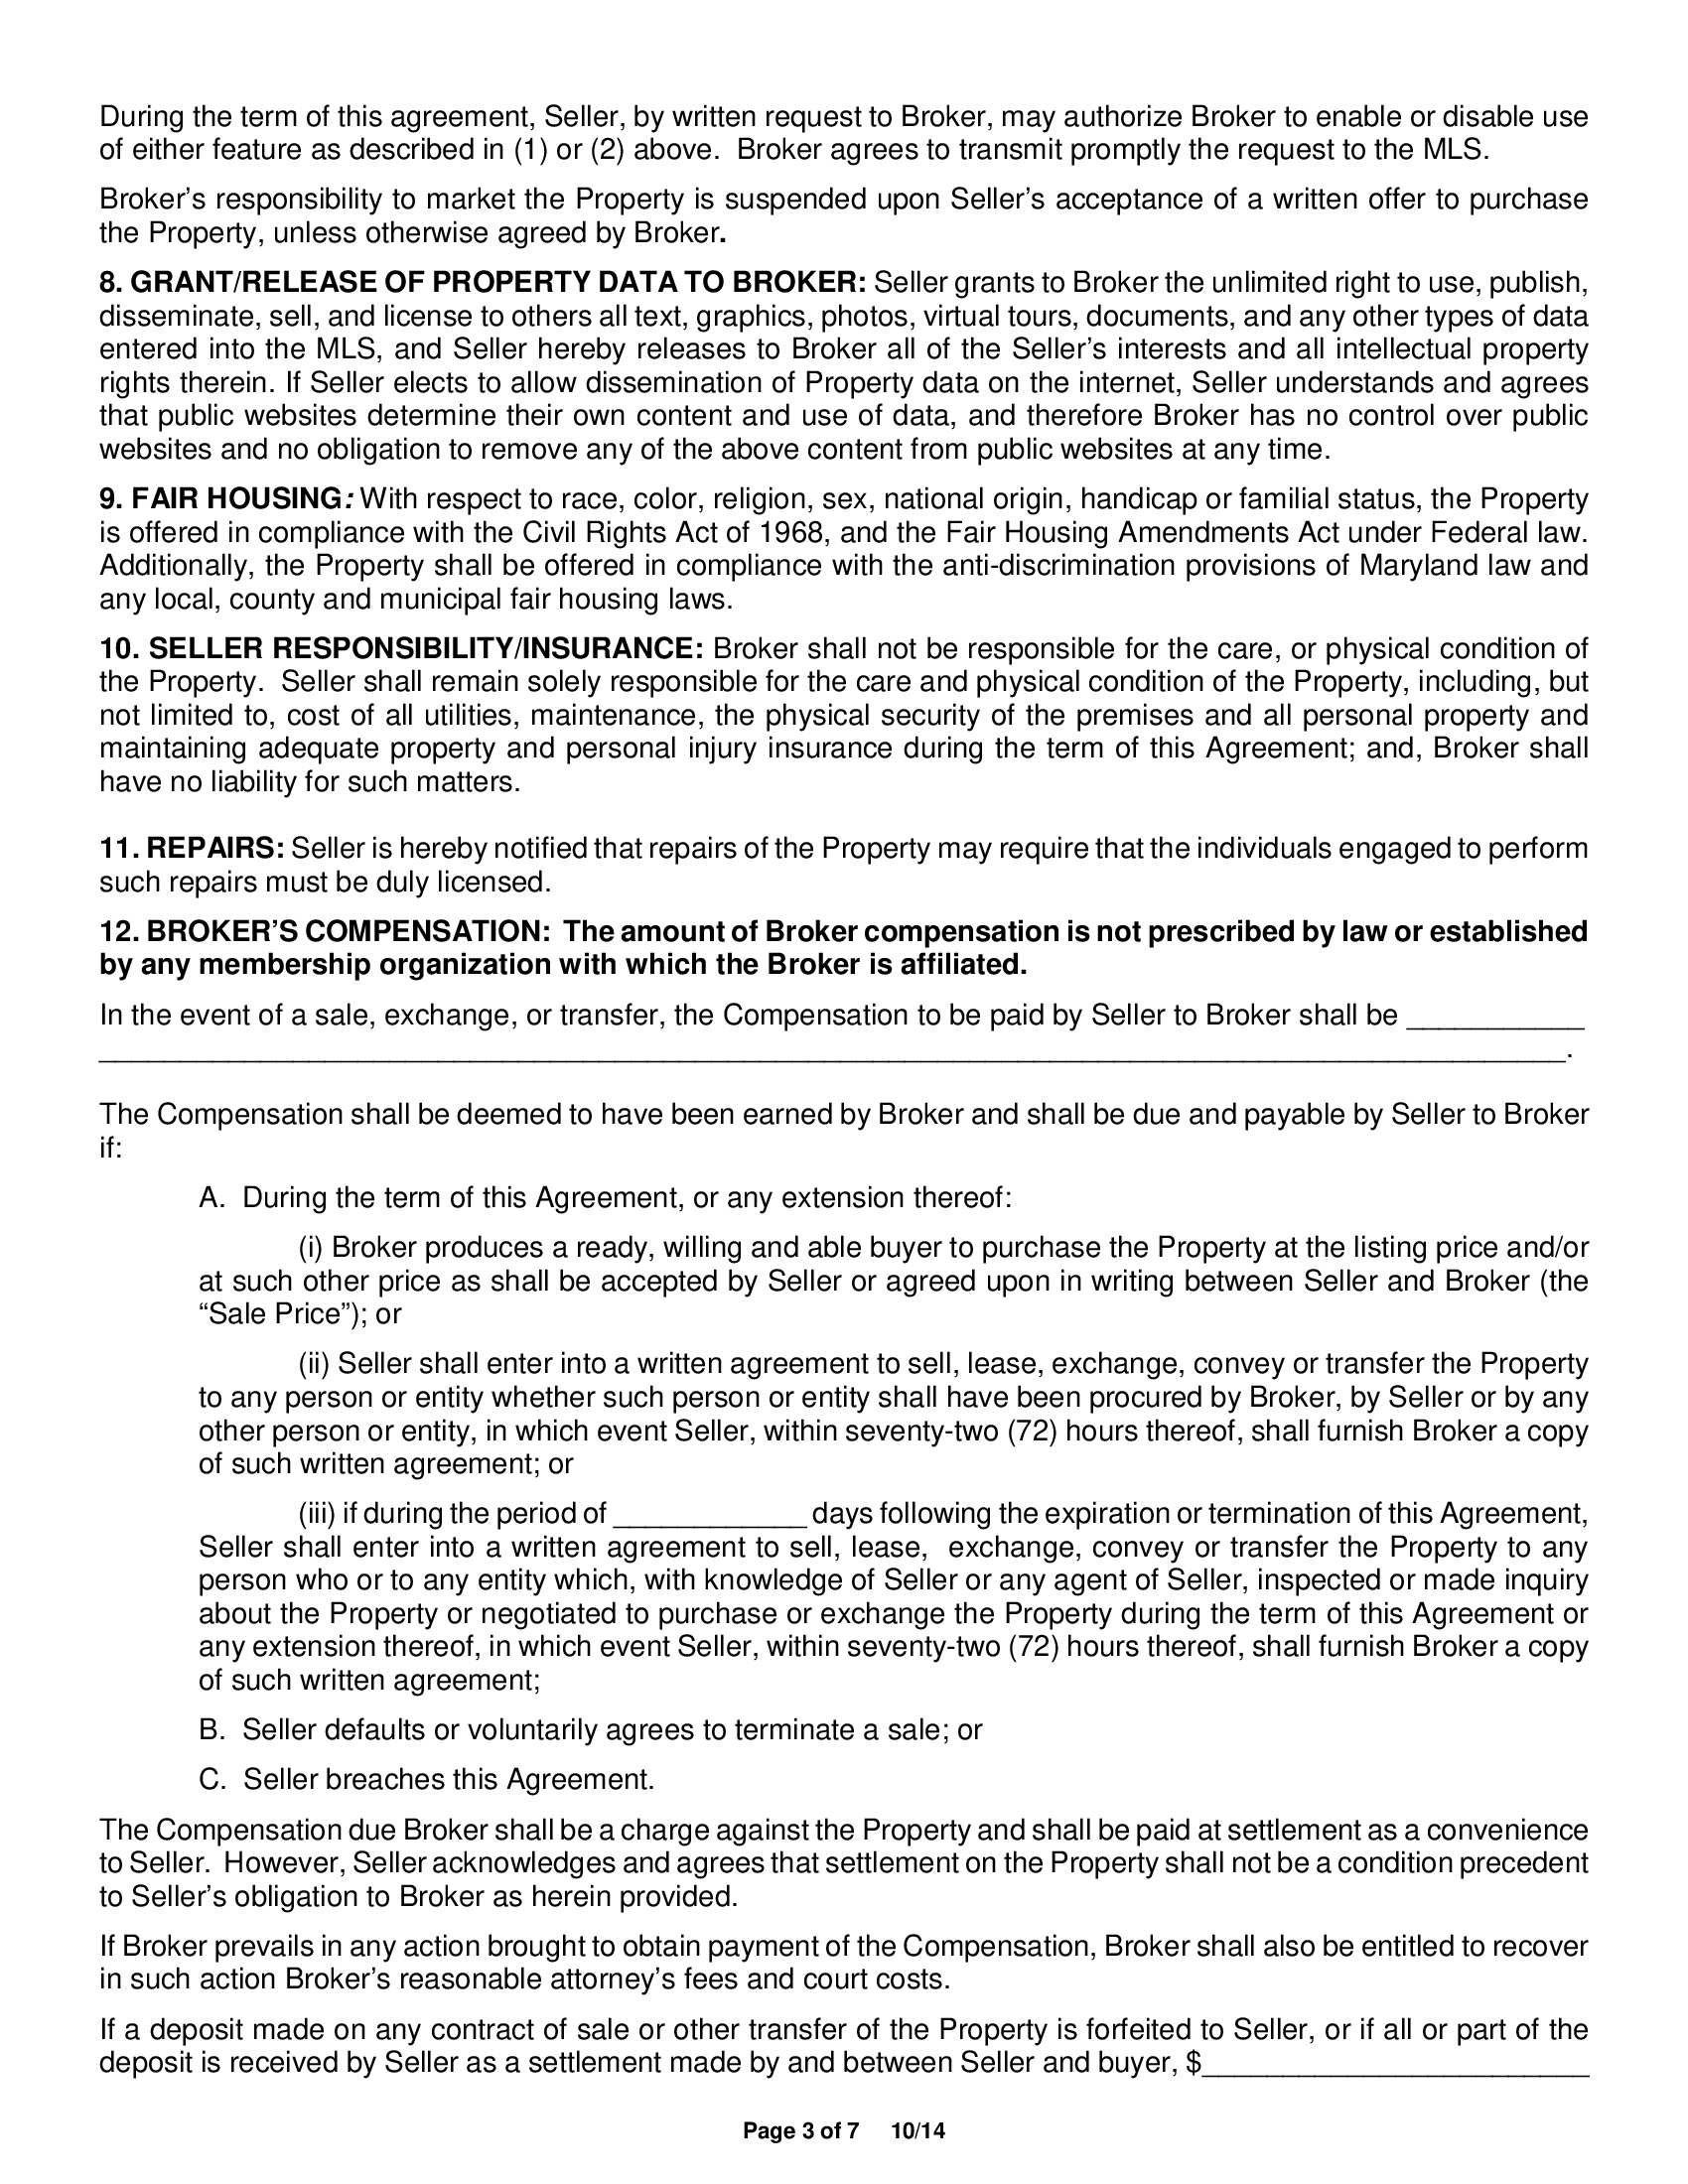 During the term of this agreement, Seller, by written request to Broker, may authorize Broker to enable or disable use
of either feature as described in (1) or (2) above.  Broker agrees to transmit promptly the request to the MLS.
Broker’s responsibility to market the Property is suspended upon Seller’s acceptance of a written offer to purchase
the Property, unless otherwise agreed by Broker.
8. GRANT/RELEASE OF PROPERTY DATA TO BROKER: Seller grants to Broker the unlimited right to use, publish,
disseminate, sell, and license to others all text, graphics, photos, virtual tours, documents, and any other types of data
entered into the MLS, and Seller hereby releases to Broker all of the Seller’s interests and all intellectual property
rights therein. If Seller elects to allow dissemination of Property data on the internet, Seller understands and agrees
that public websites determine their own content and use of data, and therefore Broker has no control over public
websites and no obligation to remove any of the above content from public websites at any time.
9. FAIR HOUSING: With respect to race, color, religion, sex, national origin, handicap or familial status, the Property
is offered in compliance with the Civil Rights Act of 1968, and the Fair Housing Amendments Act under Federal law.
Additionally, the Property shall be offered in compliance with the anti-discrimination provisions of Maryland law and
any local, county and municipal fair housing laws.
10. SELLER RESPONSIBILITY/INSURANCE: Broker shall not be responsible for the care, or physical condition of
the Property.  Seller shall remain solely responsible for the care and physical condition of the Property, including, but
not limited to, cost of all utilities, maintenance, the physical security of the premises and all personal property and
maintaining adequate property and personal injury insurance during the term of this Agreement; and, Broker shall
have no liability for such matters.
11. REPAIRS: Seller is hereby notified that repairs of the Property may require that the individuals engaged to perform
such repairs must be duly licensed.
12. BROKER’S COMPENSATION:  The amount of Broker compensation is not prescribed by law or established
by any membership organization with which the Broker is affiliated.
In the event of a sale, exchange, or transfer, the Compensation to be paid by Seller to Broker shall be ___________
___________________________________________________________________________________________.
The Compensation shall be deemed to have been earned by Broker and shall be due and payable by Seller to Broker
if:
A.  During the term of this Agreement, or any extension thereof:
(i) Broker produces a ready, willing and able buyer to purchase the Property at the listing price and/or
at such other price as shall be accepted by Seller or agreed upon in writing between Seller and Broker (the
“Sale Price”); or
(ii) Seller shall enter into a written agreement to sell, lease, exchange, convey or transfer the Property
to any person or entity whether such person or entity shall have been procured by Broker, by Seller or by any
other person or entity, in which event Seller, within seventy-two (72) hours thereof, shall furnish Broker a copy
of such written agreement; or
(iii) if during the period of ____________ days following the expiration or termination of this Agreement,
Seller shall enter into a written agreement to sell, lease,  exchange, convey or transfer the Property to any
person who or to any entity which, with knowledge of Seller or any agent of Seller, inspected or made inquiry
about the Property or negotiated to purchase or exchange the Property during the term of this Agreement or
any extension thereof, in which event Seller, within seventy-two (72) hours thereof, shall furnish Broker a copy
of such written agreement;
B.  Seller defaults or voluntarily agrees to terminate a sale; or
C.  Seller breaches this Agreement.
The Compensation due Broker shall be a charge against the Property and shall be paid at settlement as a convenience
to Seller.  However, Seller acknowledges and agrees that settlement on the Property shall not be a condition precedent
to Seller’s obligation to Broker as herein provided.
If Broker prevails in any action brought to obtain payment of the Compensation, Broker shall also be entitled to recover
in such action Broker’s reasonable attorney’s fees and court costs.
If a deposit made on any contract of sale or other transfer of the Property is forfeited to Seller, or if all or part of the
deposit is received by Seller as a settlement made by and between Seller and buyer, $________________________
Page 3 of 7     10/14